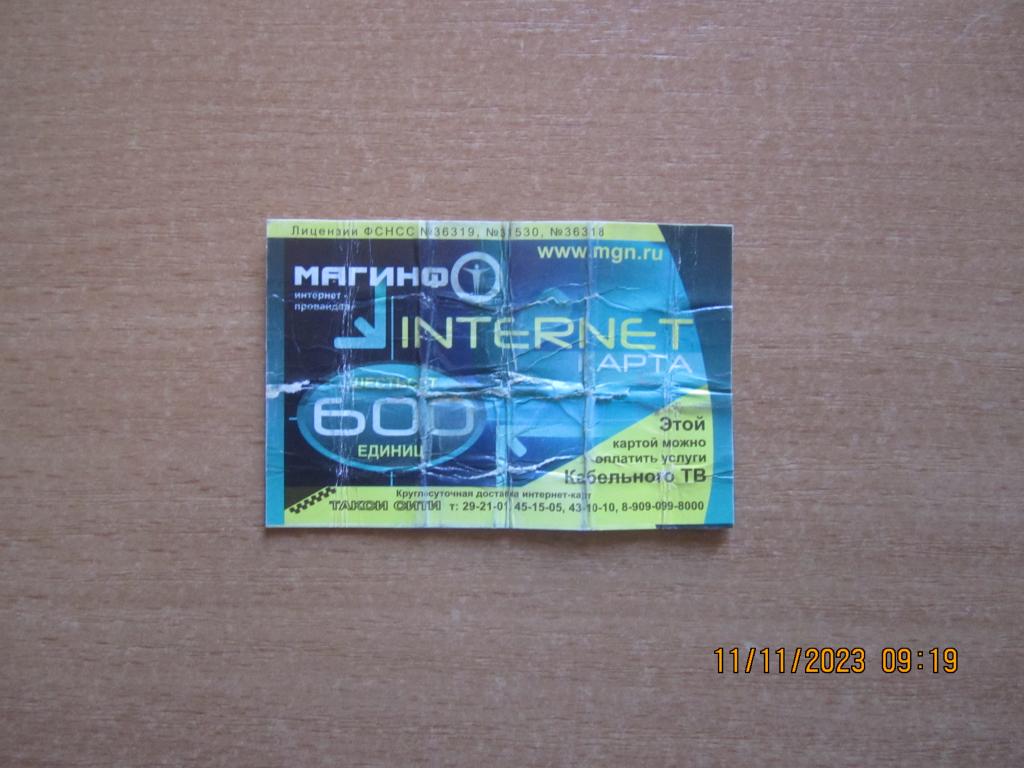 Лицензии ФСНСС №36319, №31530, №36318
www.mgn.ru
МАГИНФО
интернет -
провайдер
INTERNET
АРТА
ШЕСТЬСОТ
600
ЕДИНИЦ
Этой
картой можно
оплатить услуги
Кабельного ТВ
Круглосуточная доставка интернет-карт
ТАКСИ СИТИ т: 29-21-01, 45-15-05, 43-10-10, 8-909-099-8000
11/11/2023 09:19